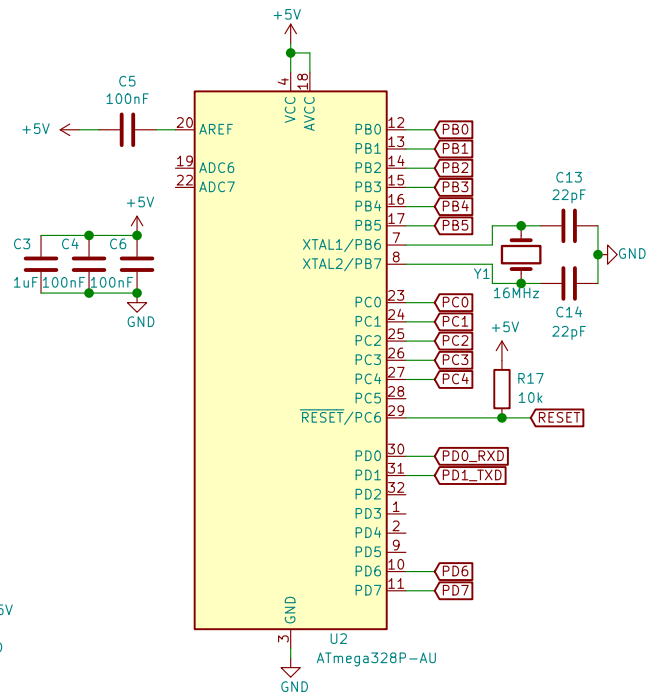 +5V
4
18
VCC
AVCC
C5
100nF
+5V
20
AREF
19
ADC6
22
ADC7
+5V
C3
C4
C6
1uF
100nF
100nF
GND
PB0
12
PB0
PB1
13
PB1
PB2
14
PB2
PB3
15
PB3
PB4
16
PB4
PB5
17
PB5
XTAL1/PB6
7
XTAL2/PB7
8
C13
22pF
Y1
16MHz
GND
C14
22pF
PC0
23
PC0
PC1
24
PC1
PC2
25
PC2
PC3
26
PC3
PC4
27
PC4
PC5
28
RESET/PC6
29
+5V
R17
10k
RESET
PD0
30
PD0_RXD
PD1
31
PD1_TXD
PD2
32
PD3
1
PD4
2
PD5
9
PD6
10
PD6
PD7
11
PD7
GND
3
U2
ATmega328P-AU
GND